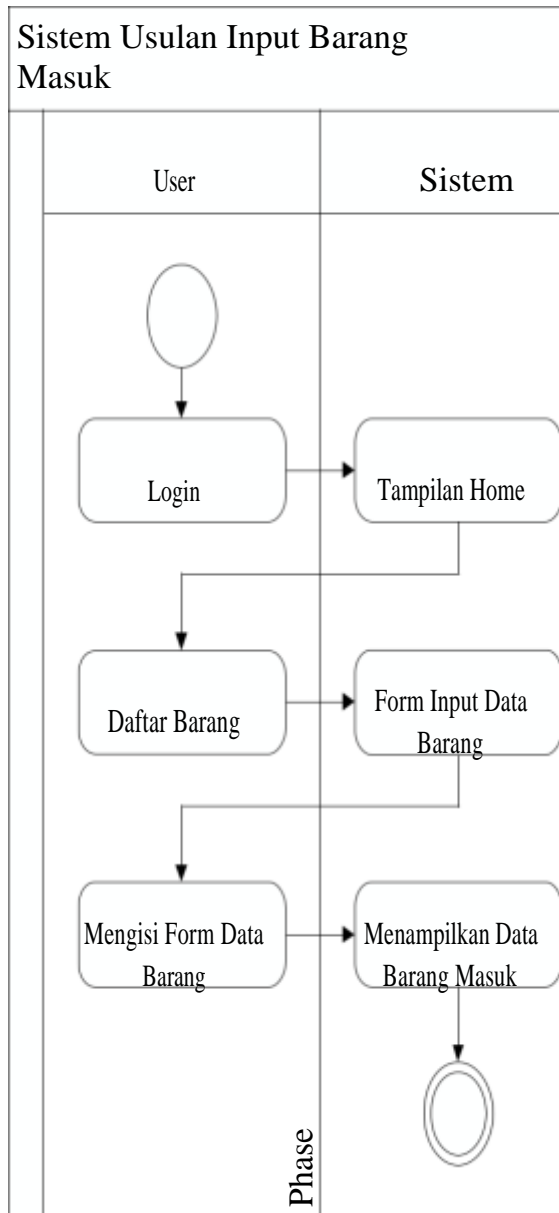 Sistem Usulan Input Barang
Masuk
User
Sistem
Login
Tampilan Home
Daftar Barang
Form Input Data
Barang
Mengisi Form Data
Barang
Menampilkan Data
Barang Masuk
Phase